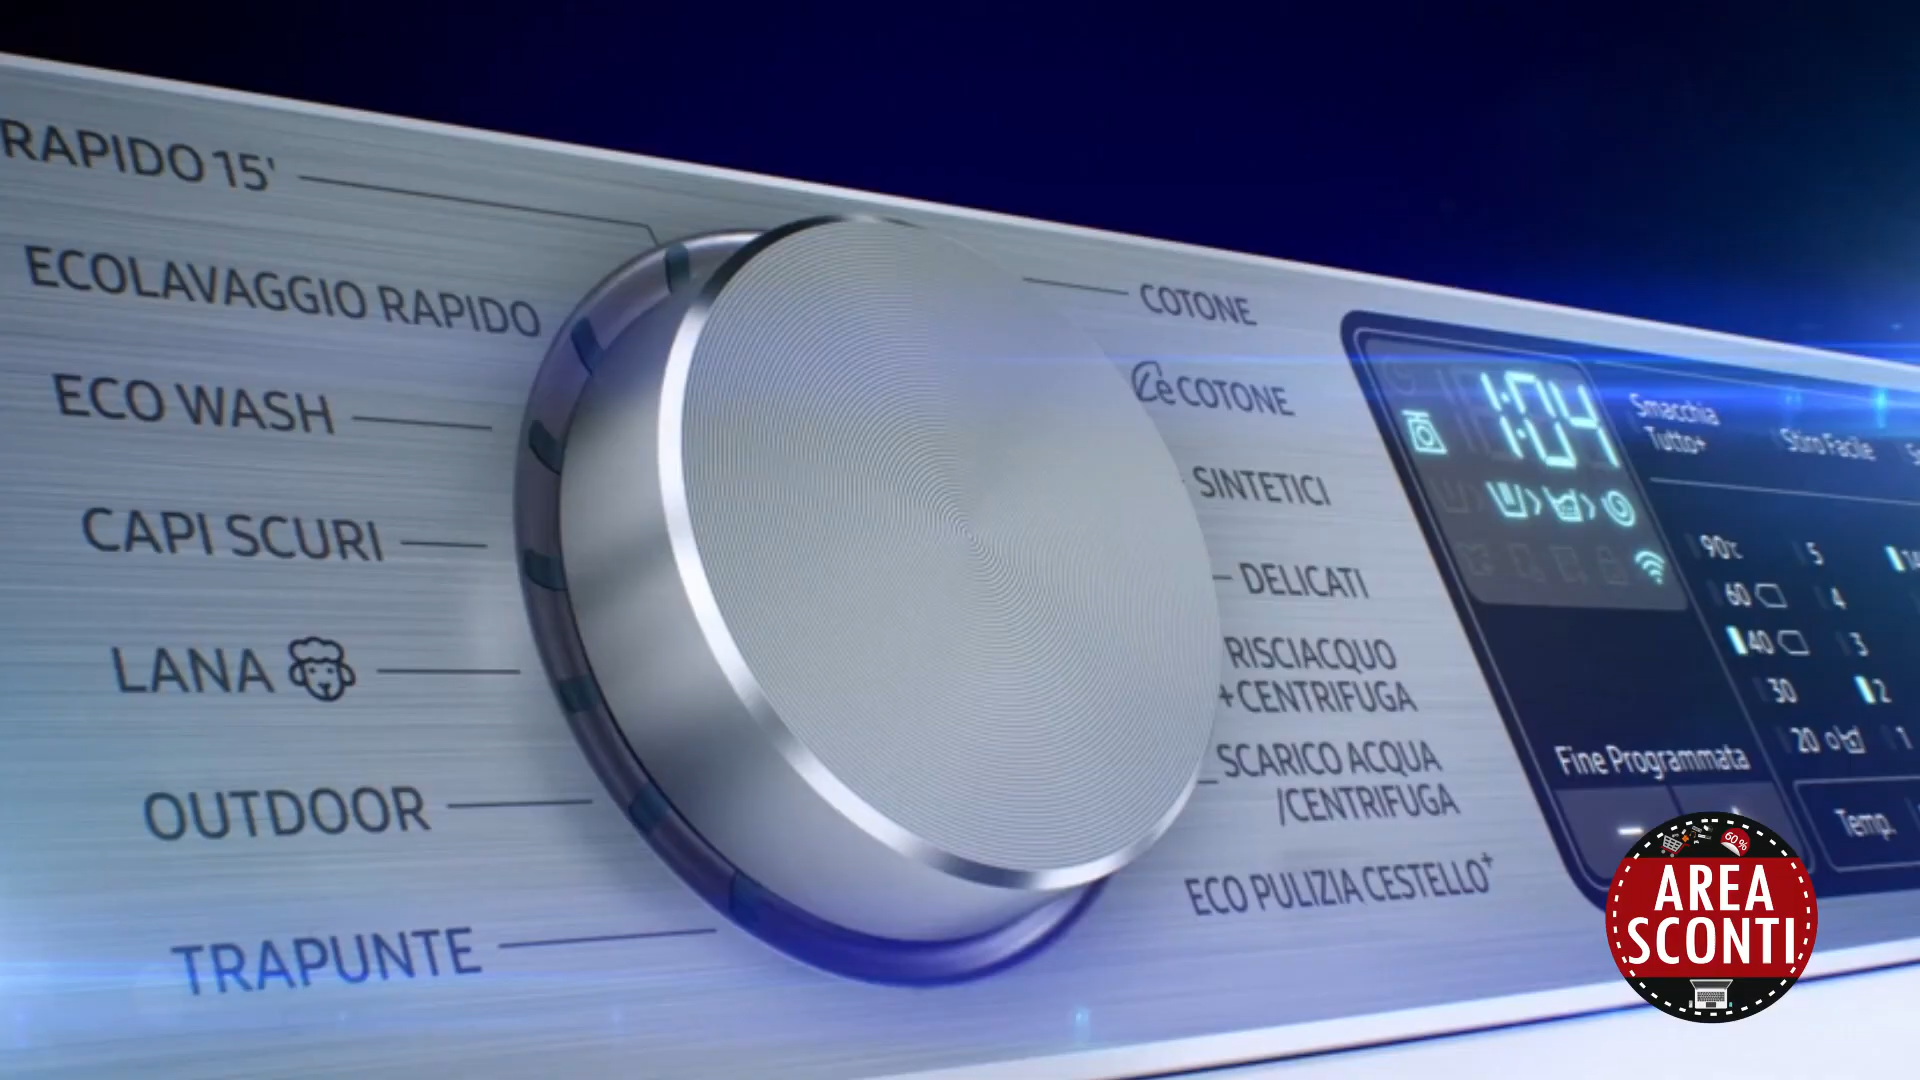 RAPIDO 15'
ECOLAVAGGIO RAPIDO
ECO WASH
CAPI SCURI
LANA
OUTDOOR
TRAPUNTE
COTONE
COTONE
SINTETICI
DELICATI
RISCIACQUO
+CENTRIFUGA
SCARICO ACQUA
/CENTRIFUGA
ECO PULIZIA CESTELLO+
1:04
Smacchia
Tutto+
Stiro Facile
90°c 5
60 4
40 3
30 2
20 1
Fine Programmata
-
Temp.
60%
AREA
SCONTI